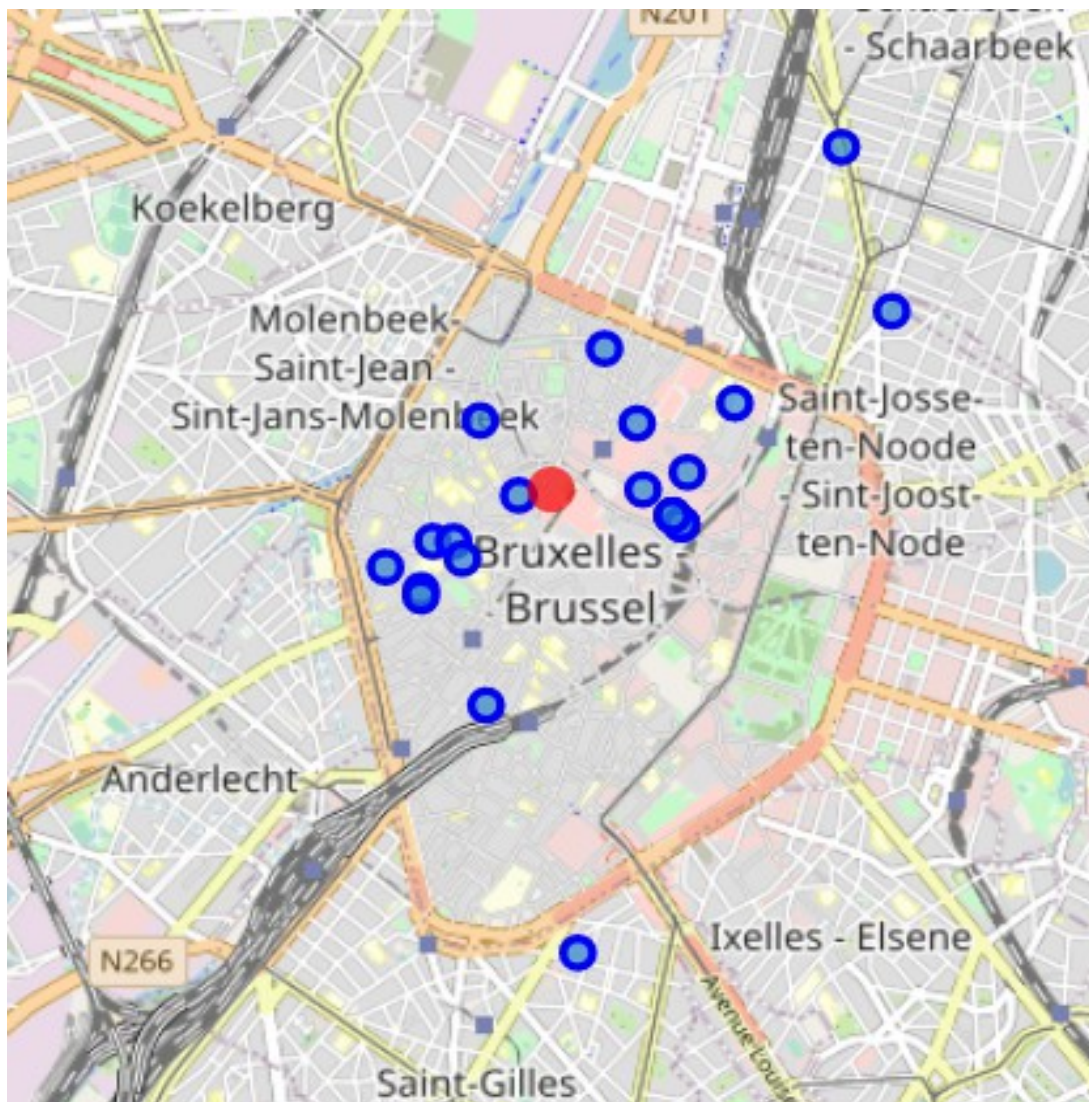 N201
- Schaarbeek
Koekelberg
Molenbeek-
Saint-Jean -
Sint-Jans-Molenbeek
Saint-Josse-
ten-Noode
- Sint-Joost-
ten-Node
Bruxelles -
- Brussel
Anderlecht
N266
Ixelles - Elsene
Avenue Louise
Saint-Gilles